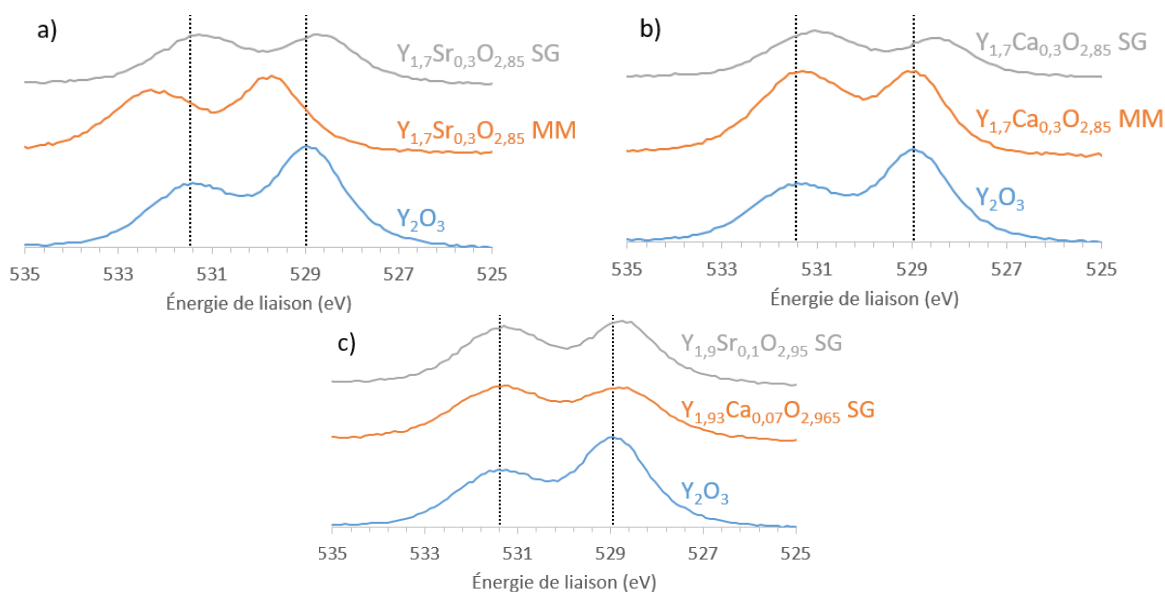 a)
Y1,7Sr0,3O2,85 SG
Y1,7Sr0,3O2,85 MM
Y2O3
535 533 531 529 527 525
Énergie de liaison (eV)
b)
Y1,7Ca0,3O2,85 SG
Y1,7Ca0,3O2,85 MM
Y2O3
535 533 531 529 527 525
Énergie de liaison (eV)
c)
Y1,9Sr0,1O2,95 SG
Y1,93Ca0,07O2,965 SG
Y2O3
535 533 531 529 527 525
Énergie de liaison (eV)